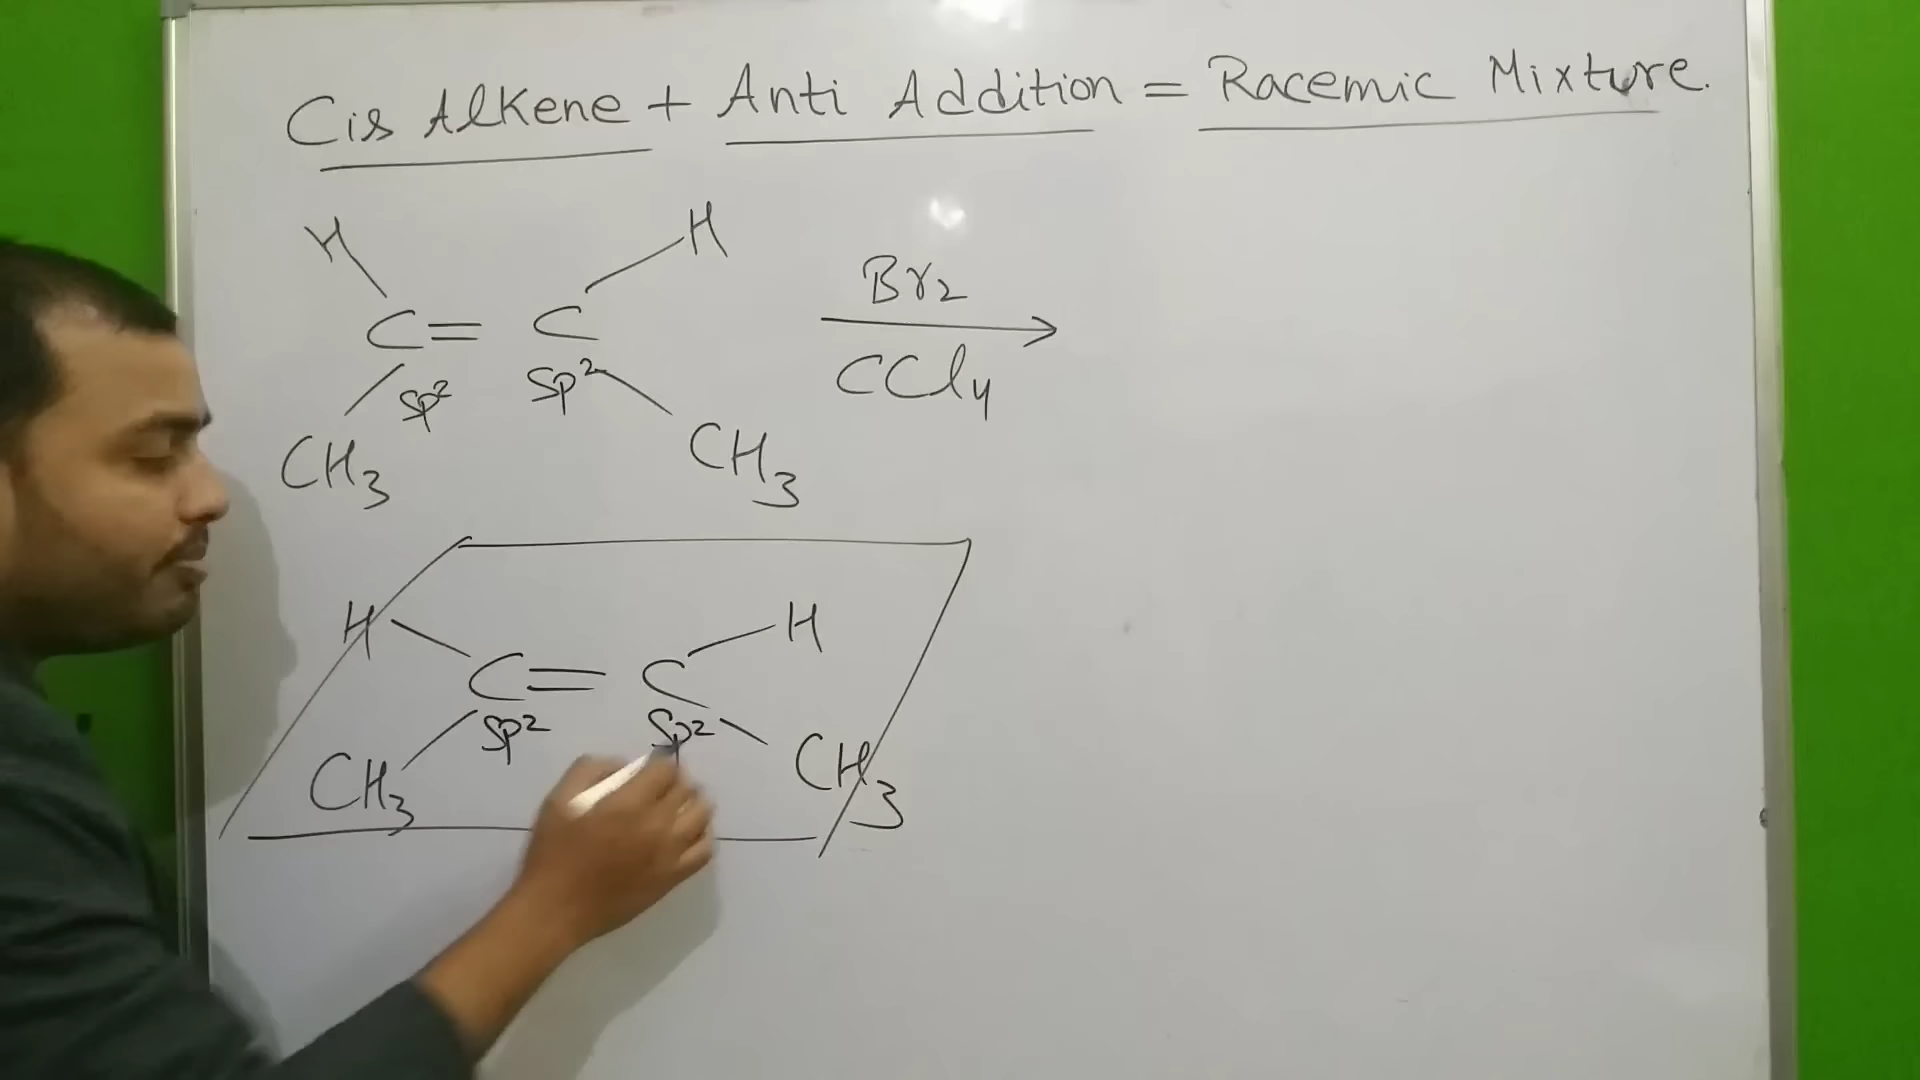 Cis Alkene + Anti Addition = Racemic Mixture.
H H
C = C
sp² sp²
CH₃ CH₃
Br₂
CCl₄
H H
C = C
sp² sp²
CH₃ CH₃